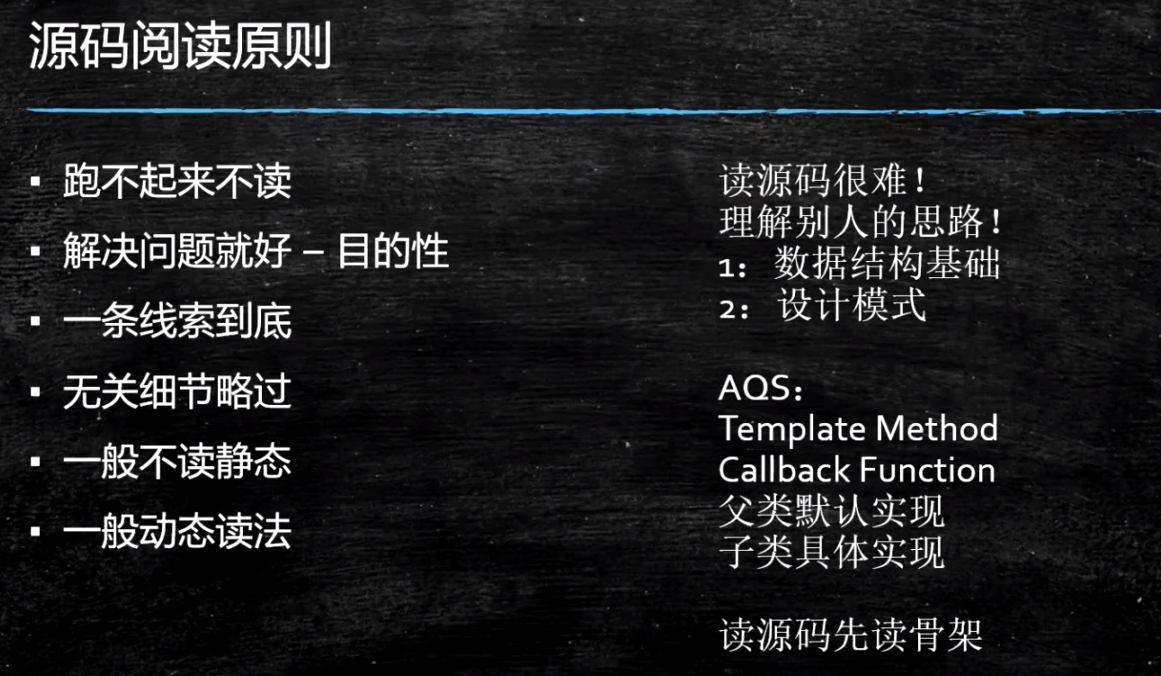 源码阅读原则
▪ 跑不起来不读
▪ 解决问题就好 – 目的性
▪ 一条线索到底
▪ 无关细节略过
▪ 一般不读静态
▪ 一般动态读法
读源码很难！
理解别人的思路！
1：数据结构基础
2：设计模式
AQS：
Template Method
Callback Function
父类默认实现
子类具体实现
读源码先读骨架